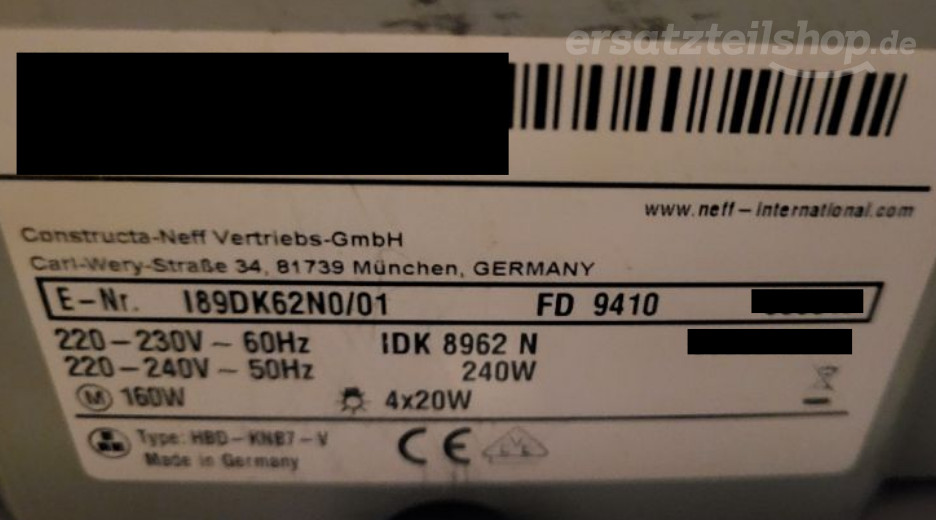 ersatzteilshop.de
www.neff-international.com
Constructa-Neff Vertriebs-GmbH
Carl-Wery-Straße 34, 81739 München, GERMANY
E-Nr. I89DK62N0/01 FD 9410
220-230V ~ 60Hz IDK 8962 N
220-240V ~ 50Hz 240W
M 160W 4x20W
Type: HBD-KNB7-V CE
Made in Germany